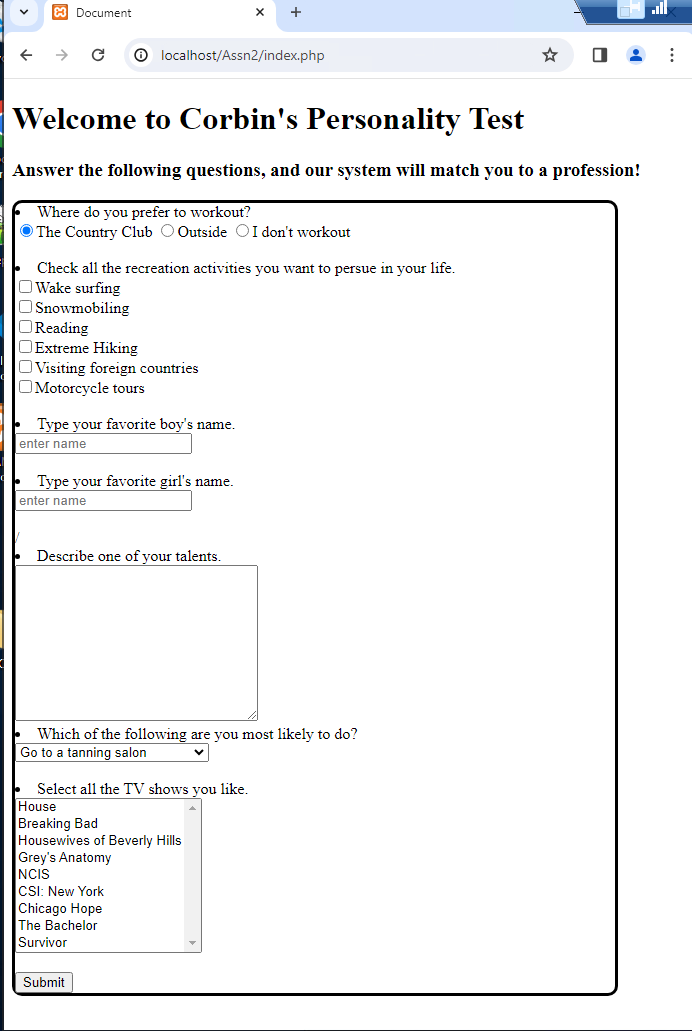 Document
localhost/Assn2/index.php
Welcome to Corbin's Personality Test
Answer the following questions, and our system will match you to a profession!
Where do you prefer to workout?
The Country Club Outside I don't workout
Check all the recreation activities you want to persue in your life.
Wake surfing
Snowmobiling
Reading
Extreme Hiking
Visiting foreign countries
Motorcycle tours
Type your favorite boy's name.
enter name
Type your favorite girl's name.
enter name
/
Describe one of your talents.
Which of the following are you most likely to do?
Go to a tanning salon
Select all the TV shows you like.
House
Breaking Bad
Housewives of Beverly Hills
Grey's Anatomy
NCIS
CSI: New York
Chicago Hope
The Bachelor
Survivor
Submit